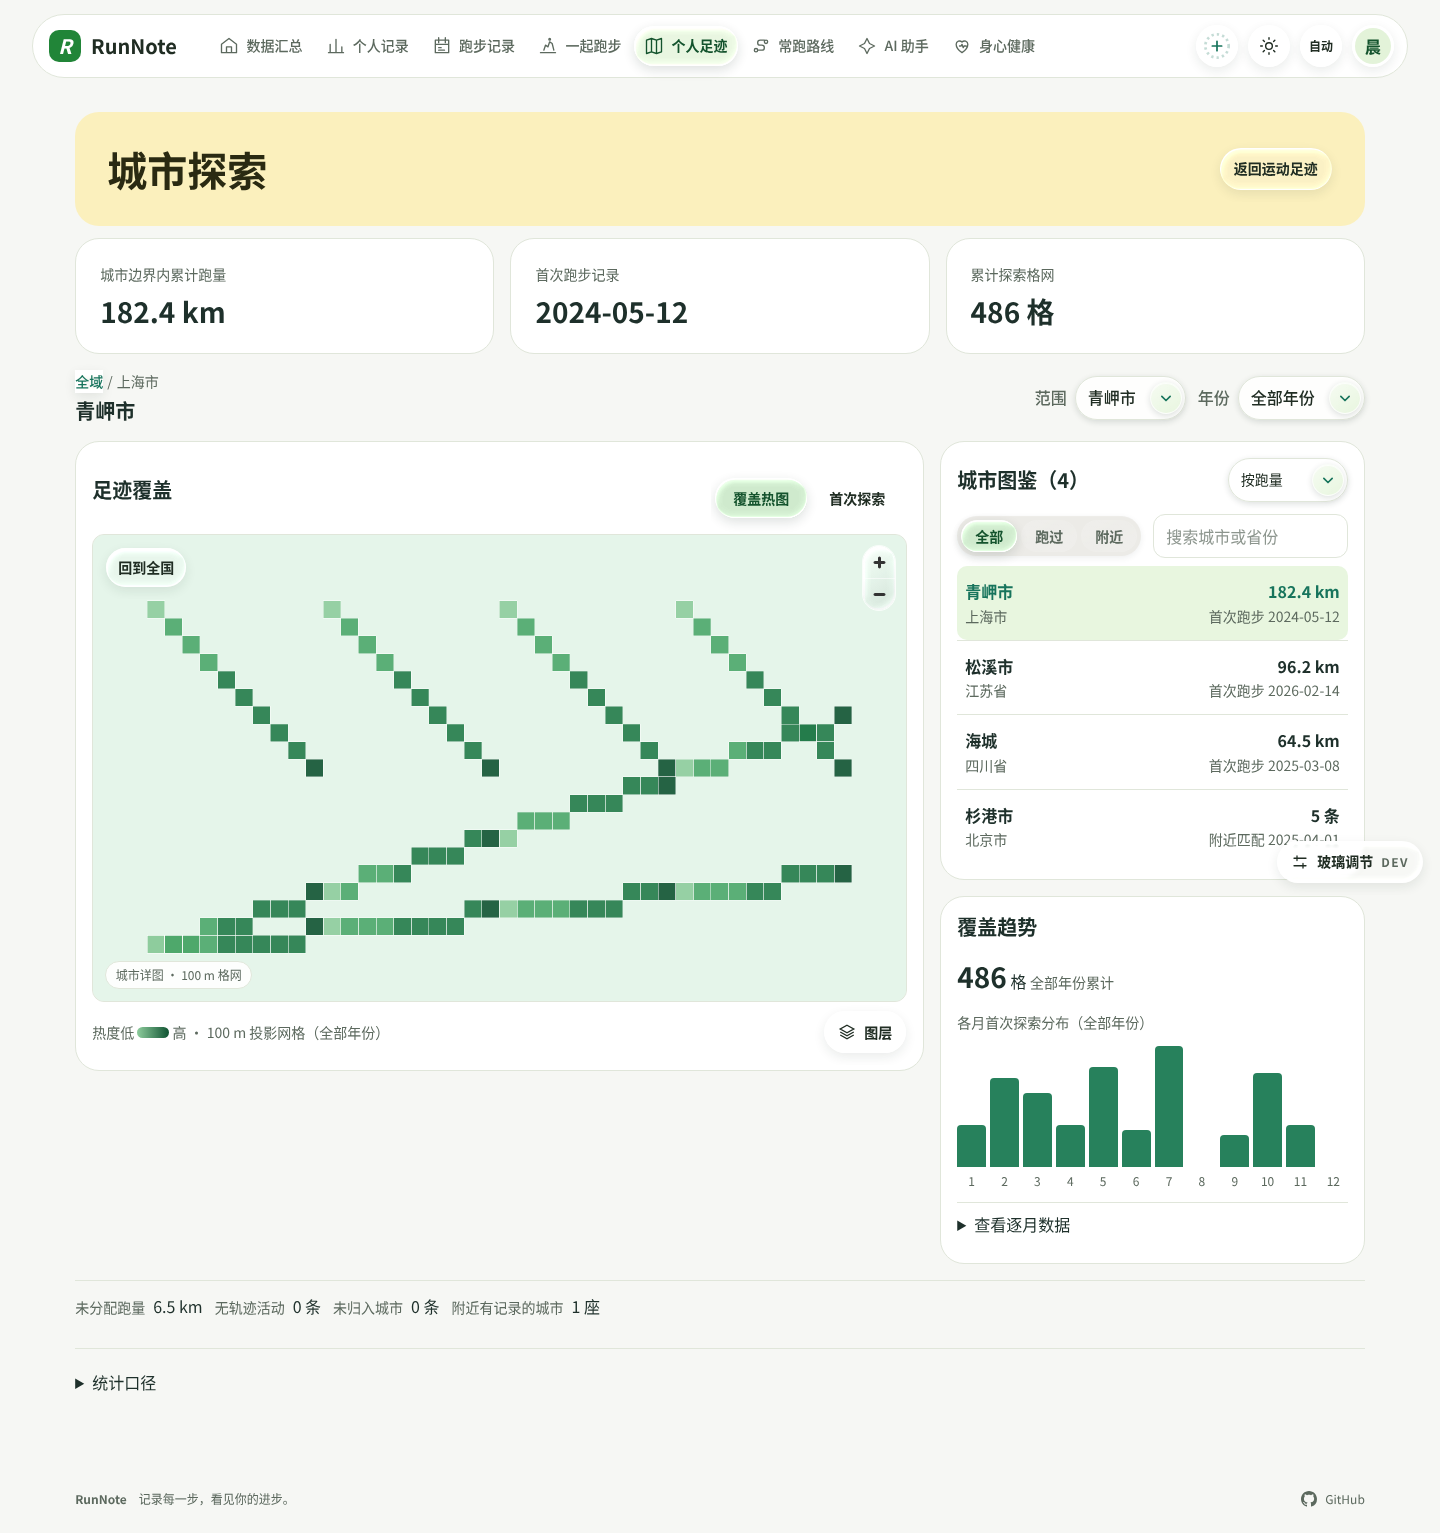 R RunNote 数据汇总 个人记录 跑步记录 一起跑步 个人足迹 常跑路线 AI 助手 身心健康 自动 晨
城市探索 返回运动足迹
城市边界内累计跑量 首次跑步记录 累计探索格网
182.4 km 2024-05-12 486 格
全域 / 上海市
青岬市 范围 青岬市 年份 全部年份
足迹覆盖 覆盖热图 首次探索
回到全国
城市详图 · 100 m 格网
热度低 高 · 100 m 投影网格（全部年份） 图层
城市图鉴（4） 按跑量
全部 跑过 附近 搜索城市或省份
青岬市 182.4 km
上海市 首次跑步 2024-05-12
松溪市 96.2 km
江苏省 首次跑步 2026-02-14
海城 64.5 km
四川省 首次跑步 2025-03-08
杉港市 5 条
北京市 附近匹配 2025-04-01
玻璃调节 DEV
覆盖趋势
486 格 全部年份累计
各月首次探索分布（全部年份）
1 2 3 4 5 6 7 8 9 10 11 12
▶ 查看逐月数据
未分配跑量 6.5 km 无轨迹活动 0 条 未归入城市 0 条 附近有记录的城市 1 座
▶ 统计口径
RunNote 记录每一步，看见你的进步。 GitHub